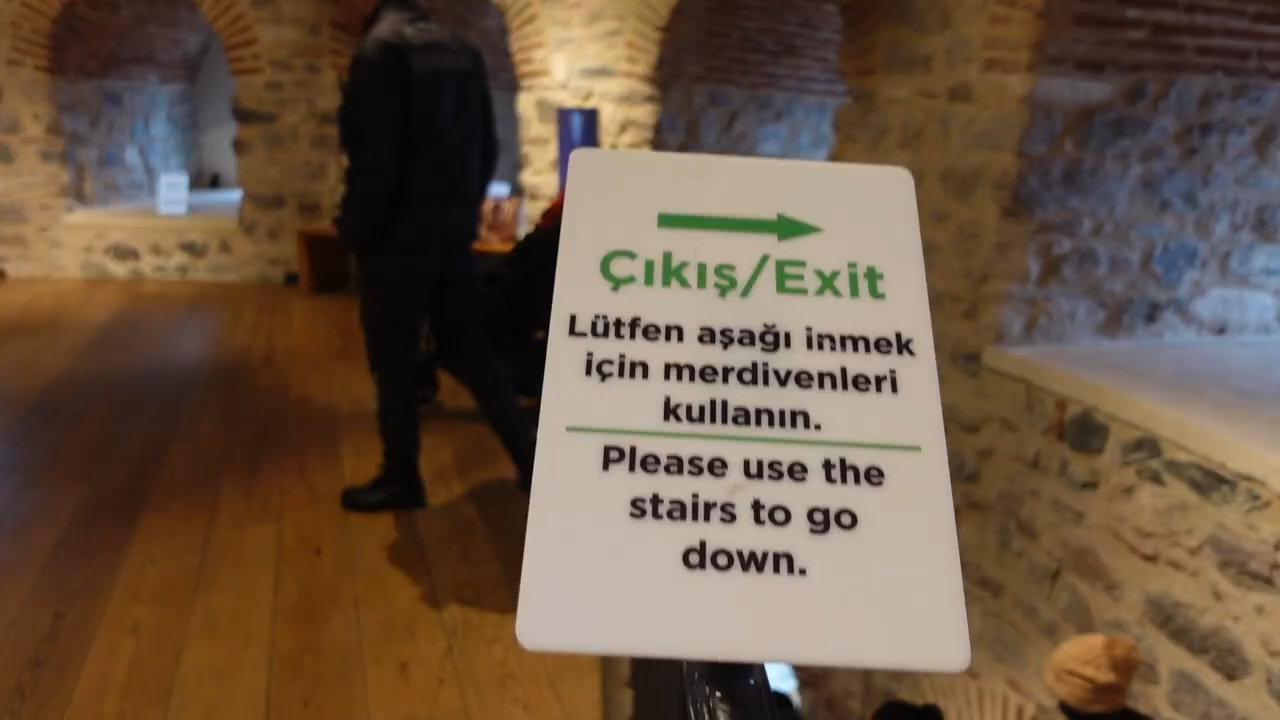 Çıkış/Exit
Lütfen aşağı inmek
için merdivenleri
kullanın.
Please use the
stairs to go
down.